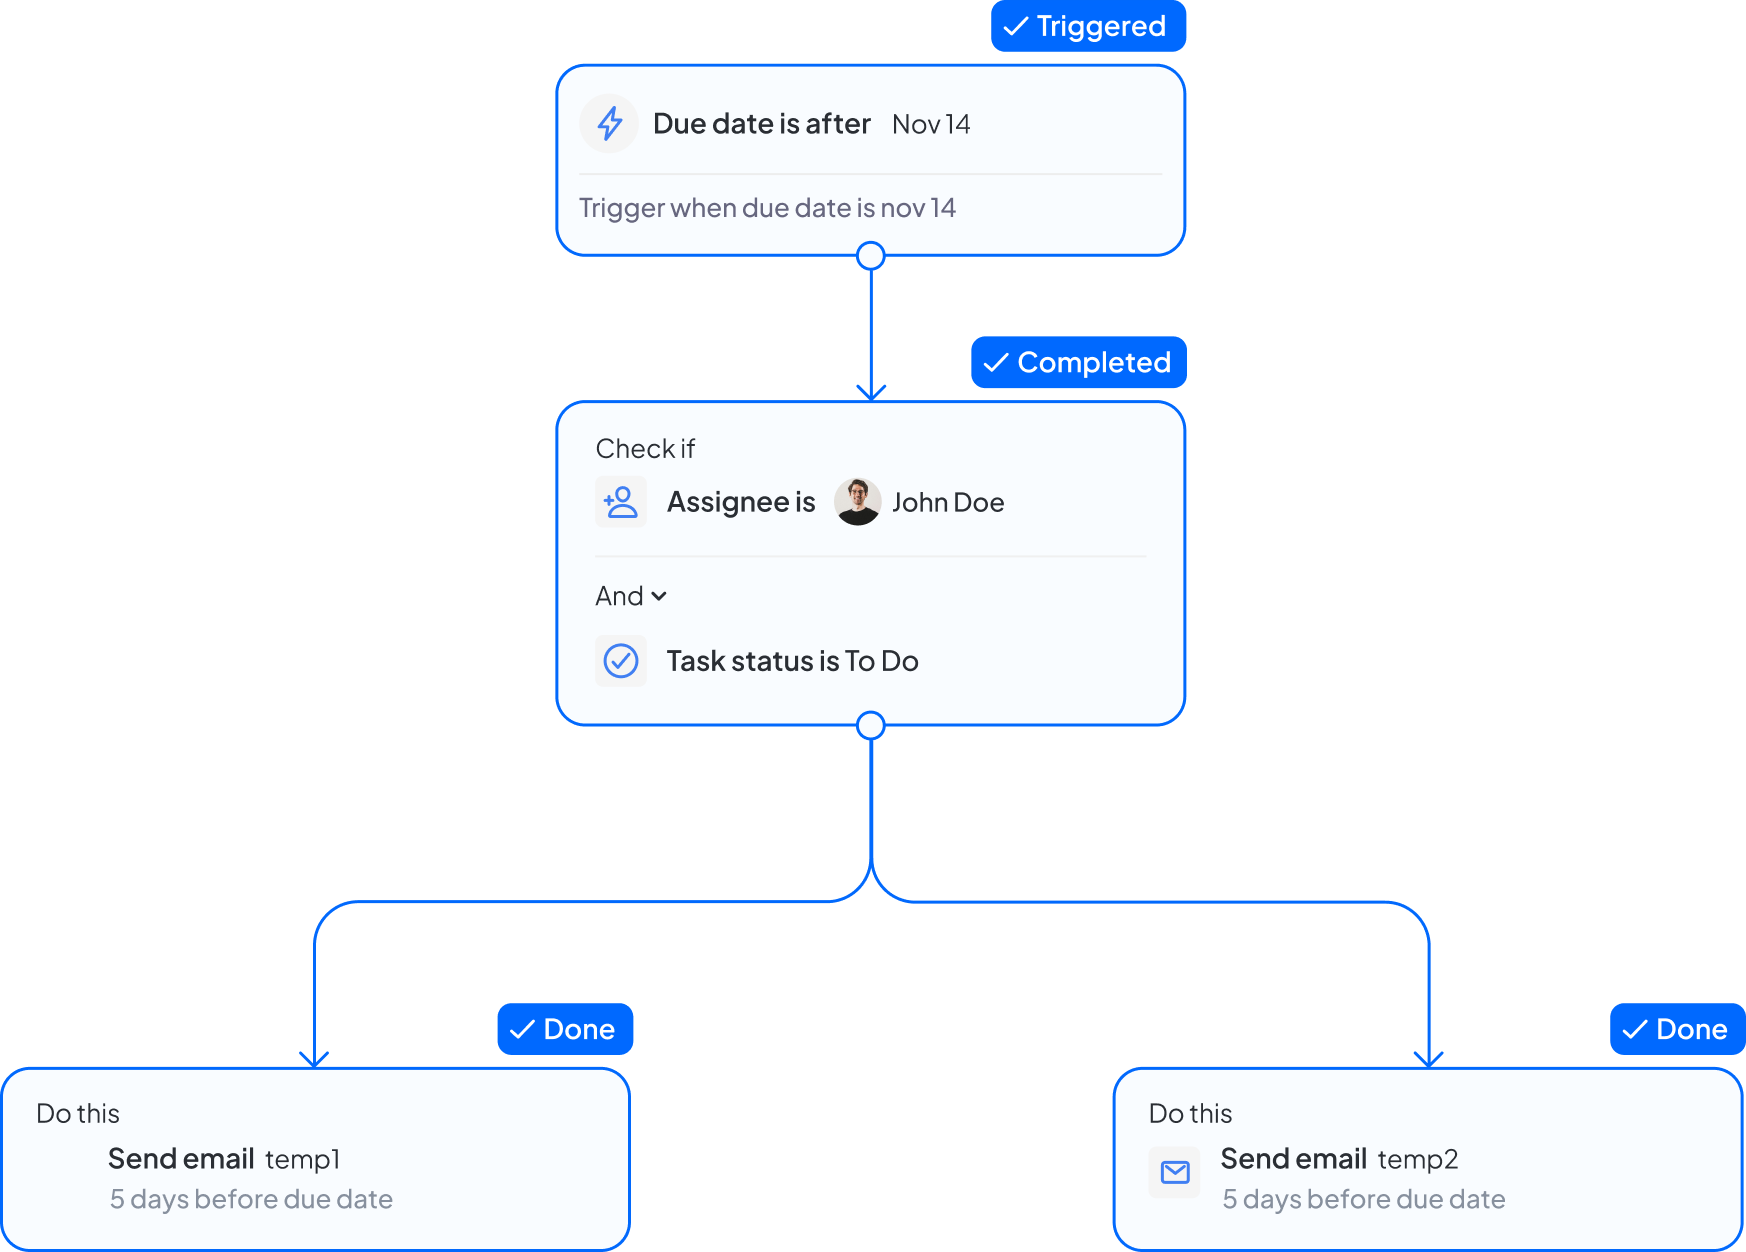 Triggered
Due date is after Nov 14
Trigger when due date is nov 14
Completed
Check if
Assignee is John Doe
And
Task status is To Do
Done
Do this
Send email temp1
5 days before due date
Done
Do this
Send email temp2
5 days before due date